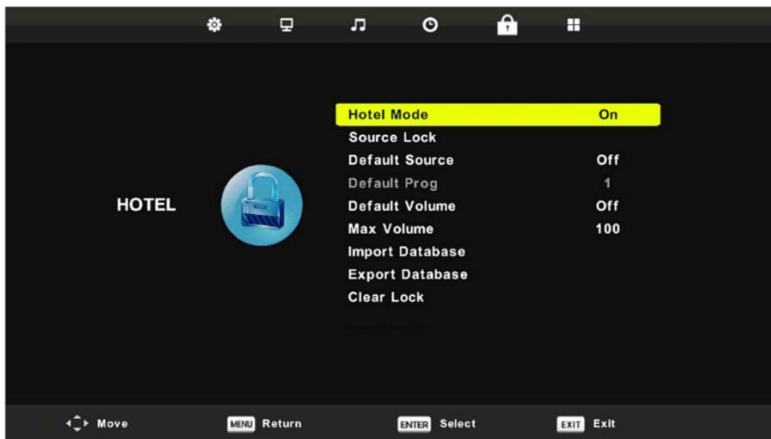 Hotel Mode On
Source Lock
Default Source Off
Default Prog 1
HOTEL
Default Volume Off
Max Volume 100
Import Database
Export Database
Clear Lock
Move MENU Return ENTER Select EXIT Exit